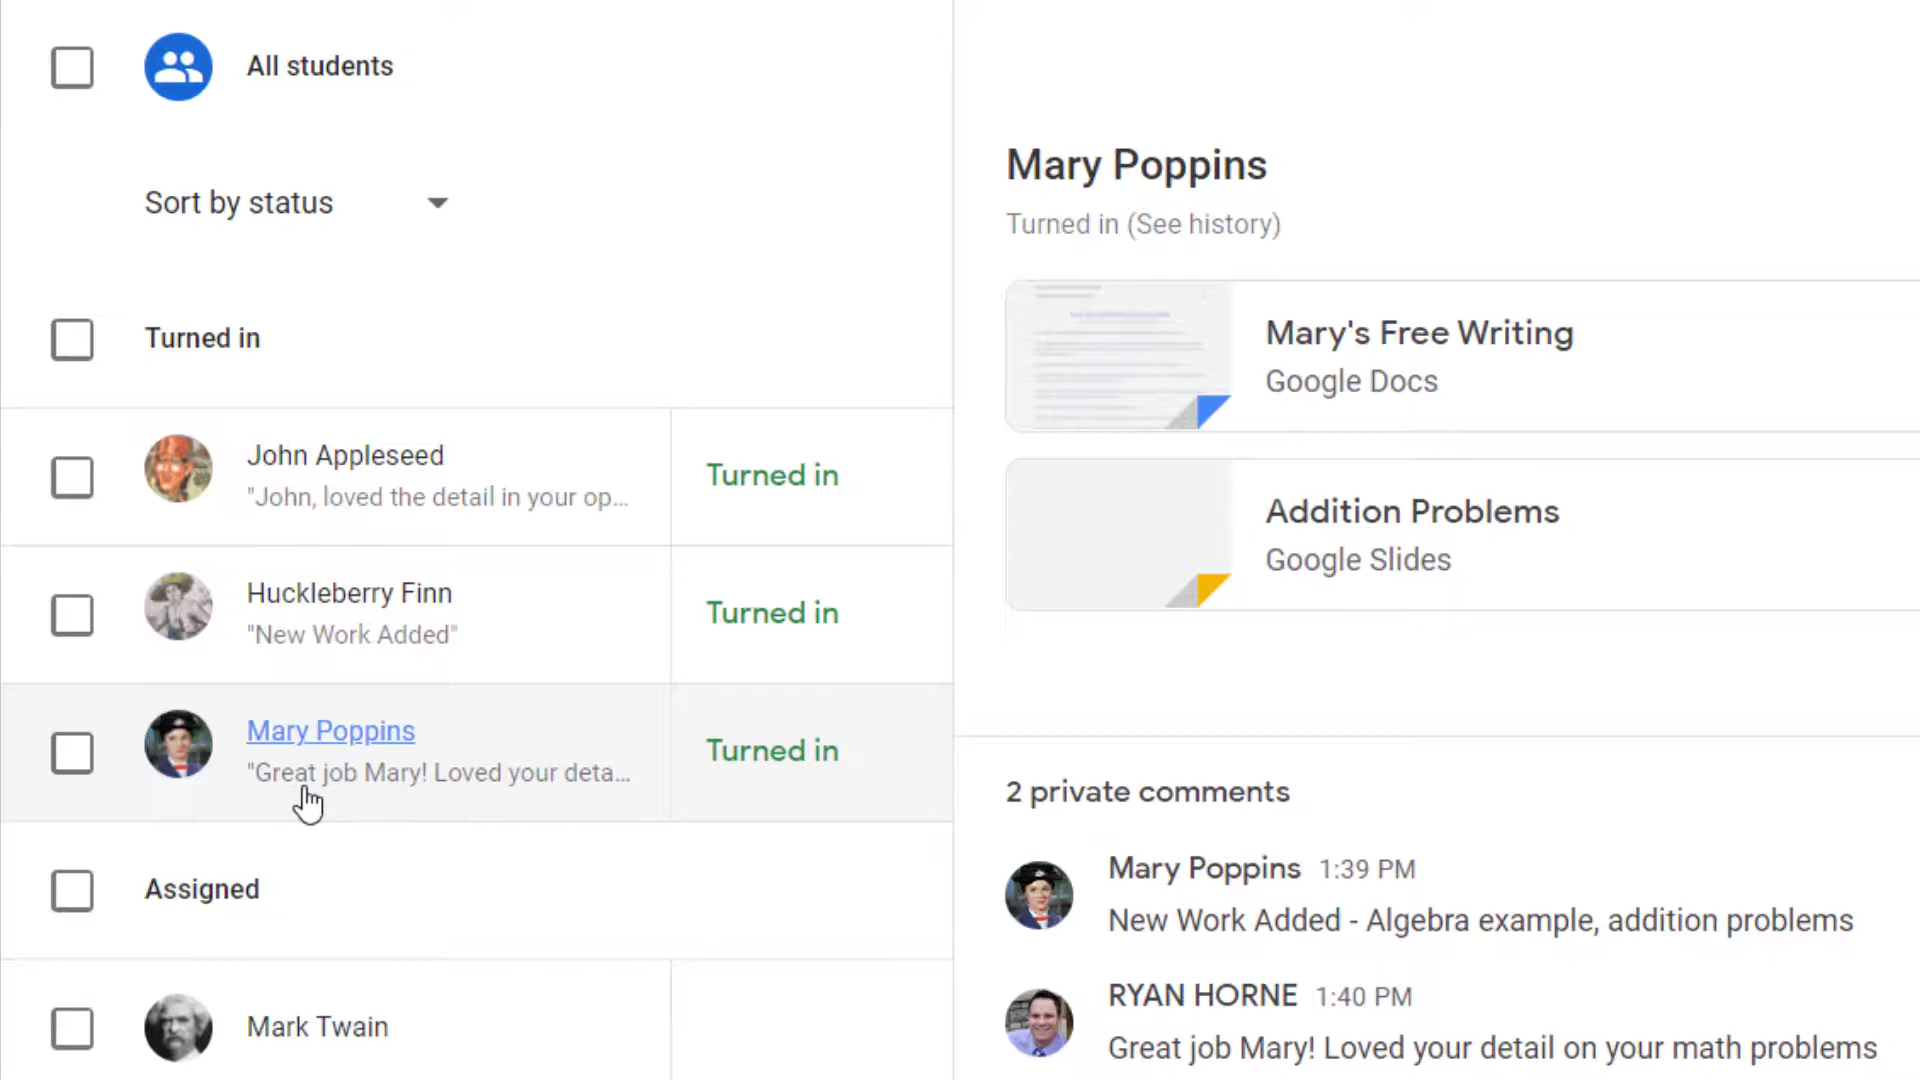 All students
Sort by status
Turned in
John Appleseed
"John, loved the detail in your op...
Turned in
Huckleberry Finn
"New Work Added"
Turned in
Mary Poppins
"Great job Mary! Loved your deta...
Turned in
Assigned
Mark Twain
Mary Poppins
Turned in (See history)
Mary's Free Writing
Google Docs
Addition Problems
Google Slides
2 private comments
Mary Poppins 1:39 PM
New Work Added - Algebra example, addition problems
RYAN HORNE 1:40 PM
Great job Mary! Loved your detail on your math problems